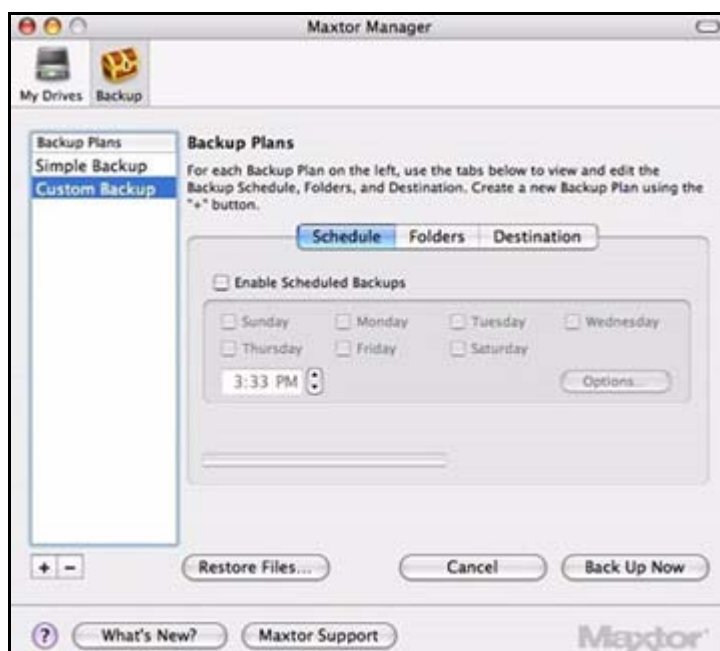 Maxtor Manager
My Drives Backup
Backup Plans
Simple Backup
Custom Backup
Backup Plans
For each Backup Plan on the left, use the tabs below to view and edit the
Backup Schedule, Folders, and Destination. Create a new Backup Plan using the
"+" button.
Schedule Folders Destination
Enable Scheduled Backups
Sunday Monday Tuesday Wednesday
Thursday Friday Saturday
3:33 PM Options...
+ − Restore Files... Cancel Back Up Now
? What's New? Maxtor Support Maxtor